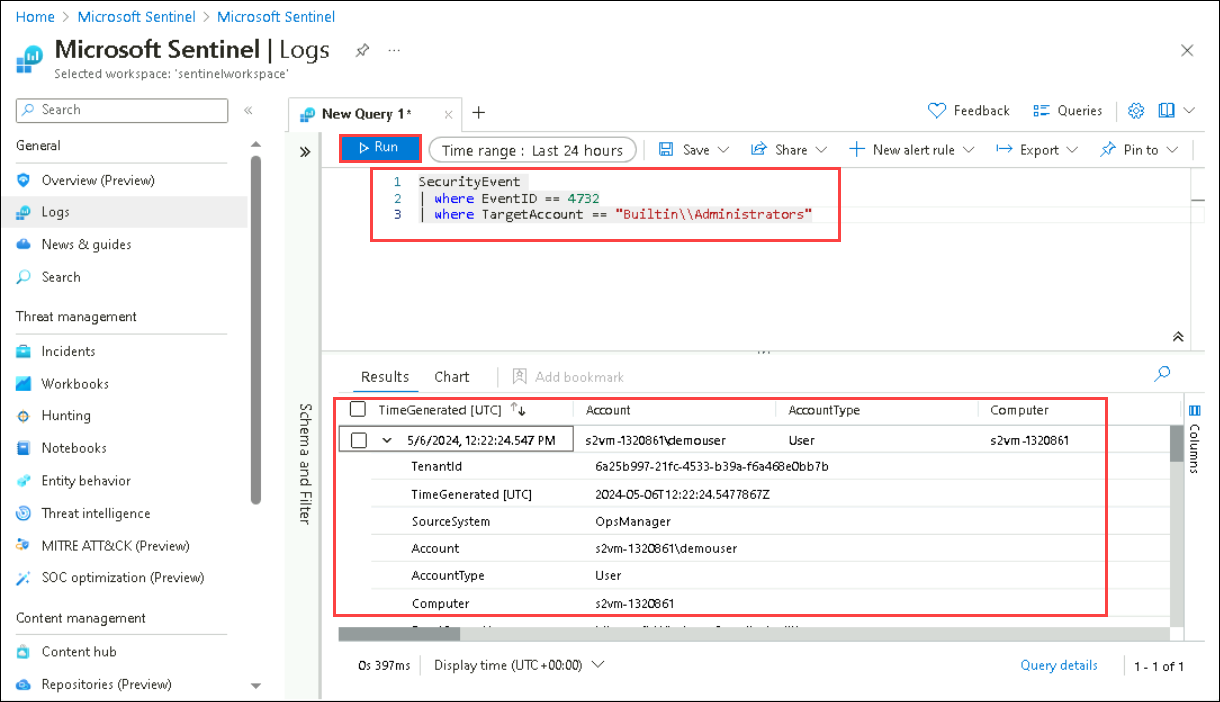 Home > Microsoft Sentinel > Microsoft Sentinel
Microsoft Sentinel | Logs
Selected workspace: 'sentinelworkspace'
Search
General
Overview (Preview)
Logs
News & guides
Search
Threat management
Incidents
Workbooks
Hunting
Notebooks
Entity behavior
Threat intelligence
MITRE ATT&CK (Preview)
SOC optimization (Preview)
Content management
Content hub
Repositories (Preview)
New Query 1*
Feedback
Queries
Run
Time range : Last 24 hours
Save
Share
New alert rule
Export
Pin to
1 SecurityEvent
2 | where EventID == 4732
3 | where TargetAccount == "Builtin\\Administrators"
Schema and Filter
Results Chart Add bookmark
TimeGenerated [UTC] Account AccountType Computer
5/6/2024, 12:22:24.547 PM s2vm-1320861\demouser User s2vm-1320861
TenantId 6a25b997-21fc-4533-b39a-f6a468e0bb7b
TimeGenerated [UTC] 2024-05-06T12:22:24.5477867Z
SourceSystem OpsManager
Account s2vm-1320861\demouser
AccountType User
Computer s2vm-1320861
Columns
0s 397ms Display time (UTC+00:00) Query details 1 - 1 of 1